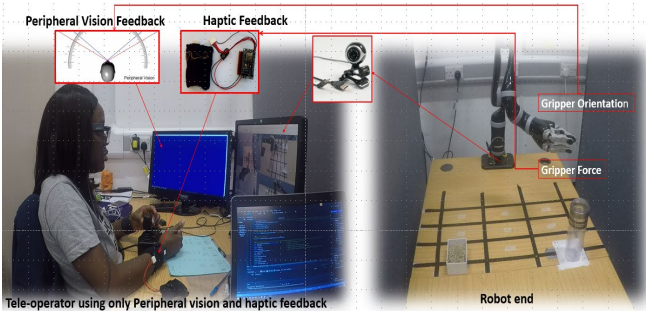 Peripheral Vision Feedback
Haptic Feedback
Peripheral Vision
Gripper Orientation
Gripper Force
Tele-operator using only Peripheral vision and haptic feedback
Robot end